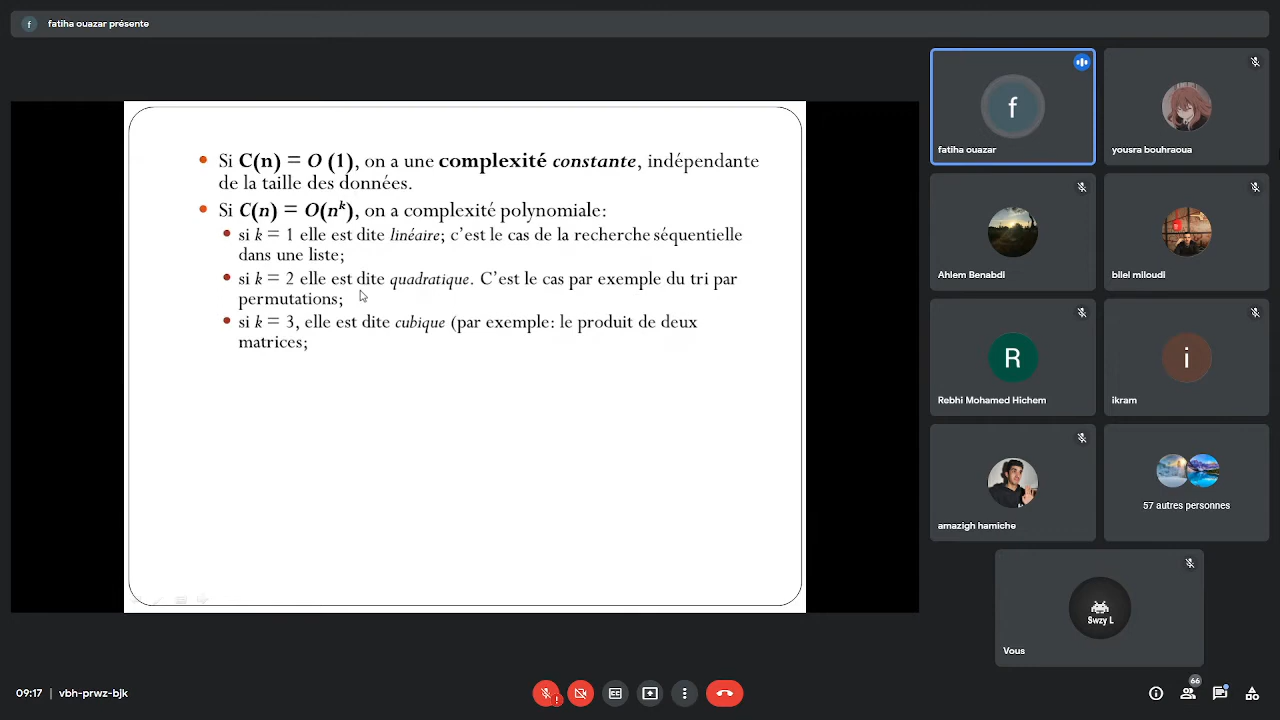 f fatiha ouazar présente
• Si C(n) = O (1), on a une complexité constante, indépendante
de la taille des données.
• Si C(n) = O(nᵏ), on a complexité polynomiale:
• si k = 1 elle est dite linéaire; c’est le cas de la recherche séquentielle
dans une liste;
• si k = 2 elle est dite quadratique. C’est le cas par exemple du tri par
permutations;
• si k = 3, elle est dite cubique (par exemple: le produit de deux
matrices;
f
fatiha ouazar
yousra bouhraoua
Ahlem Benabdi
bilel miloudi
R
Rebhi Mohamed Hichem
i
ikram
amazigh hamiche
57 autres personnes
Swzy L
Vous
09:17 | vbh-prwz-bjk
66